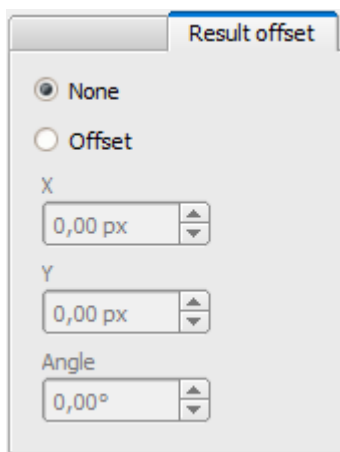 Result offset
None
Offset
X
0,00 px
Y
0,00 px
Angle
0,00°